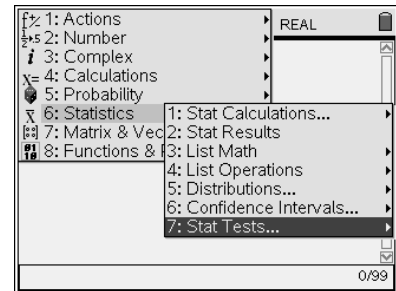 1: Actions
REAL
2: Number
3: Complex
4: Calculations
5: Probability
6: Statistics
1: Stat Calculations...
7: Matrix & Vec
2: Stat Results
8: Functions & P
3: List Math
4: List Operations
5: Distributions...
6: Confidence Intervals...
7: Stat Tests...
0/99